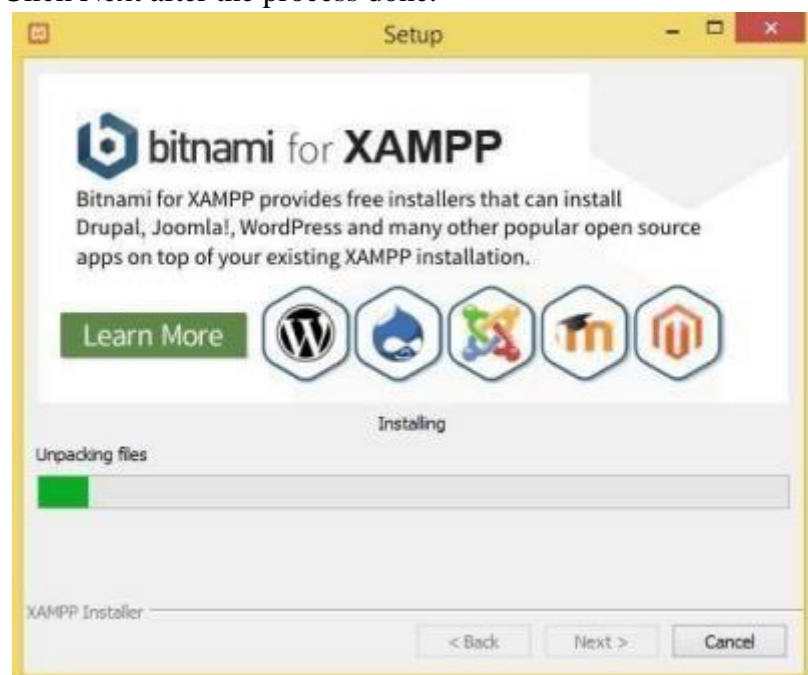 Click Next after the process done.
Setup
bitnami for XAMPP
Bitnami for XAMPP provides free installers that can install
Drupal, Joomla!, WordPress and many other popular open source
apps on top of your existing XAMPP installation.
Learn More
Installing
Unpacking files
XAMPP Installer
< Back Next > Cancel